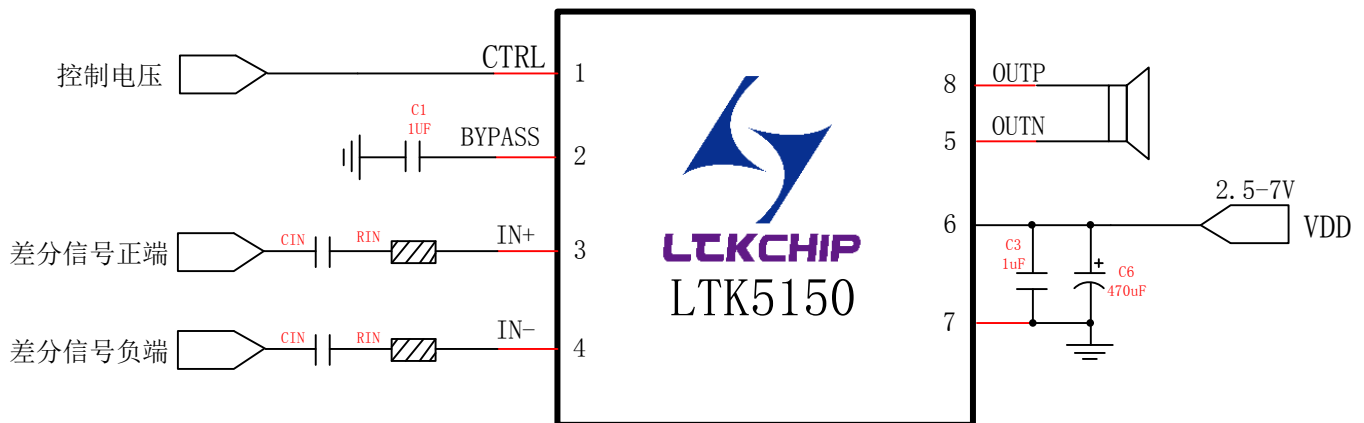 控制电压
CTRL
1
C1
1UF
BYPASS
2
差分信号正端
CIN
RIN
IN+
3
差分信号负端
CIN
RIN
IN-
4
LTKCHIP
LTK5150
8
OUTP
5
OUTN
2.5-7V
6
VDD
C3
1uF
+
C6
470uF
7